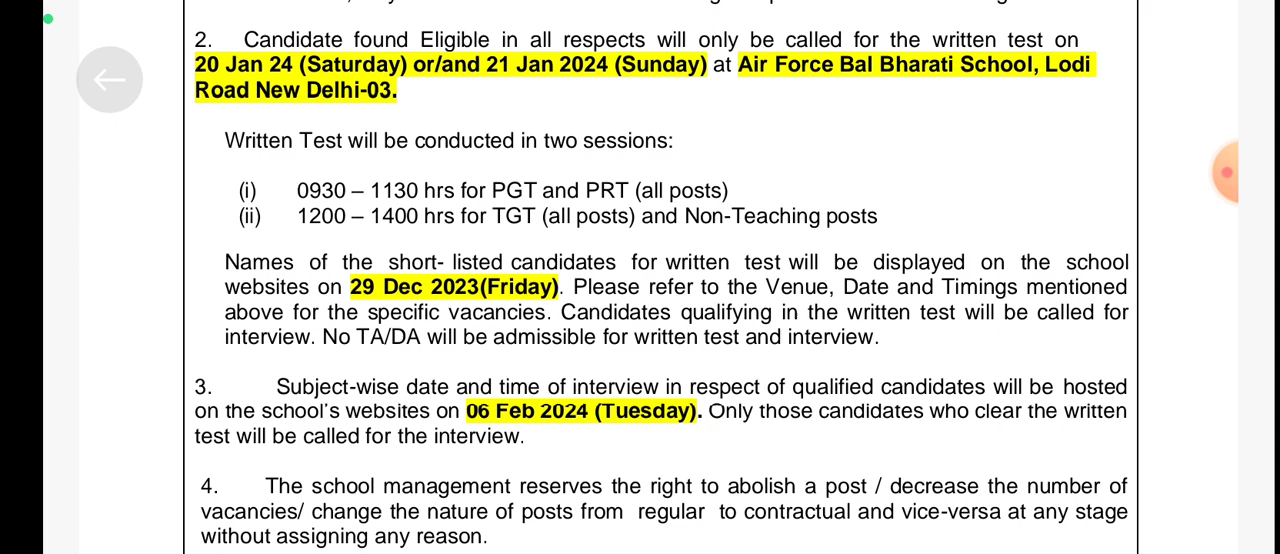 2. Candidate found Eligible in all respects will only be called for the written test on
20 Jan 24 (Saturday) or/and 21 Jan 2024 (Sunday) at Air Force Bal Bharati School, Lodi
Road New Delhi-03.
Written Test will be conducted in two sessions:
(i) 0930 – 1130 hrs for PGT and PRT (all posts)
(ii) 1200 – 1400 hrs for TGT (all posts) and Non-Teaching posts
Names of the short- listed candidates for written test will be displayed on the school
websites on 29 Dec 2023(Friday). Please refer to the Venue, Date and Timings mentioned
above for the specific vacancies. Candidates qualifying in the written test will be called for
interview. No TA/DA will be admissible for written test and interview.
3. Subject-wise date and time of interview in respect of qualified candidates will be hosted
on the school's websites on 06 Feb 2024 (Tuesday). Only those candidates who clear the written
test will be called for the interview.
4. The school management reserves the right to abolish a post / decrease the number of
vacancies/ change the nature of posts from regular to contractual and vice-versa at any stage
without assigning any reason.